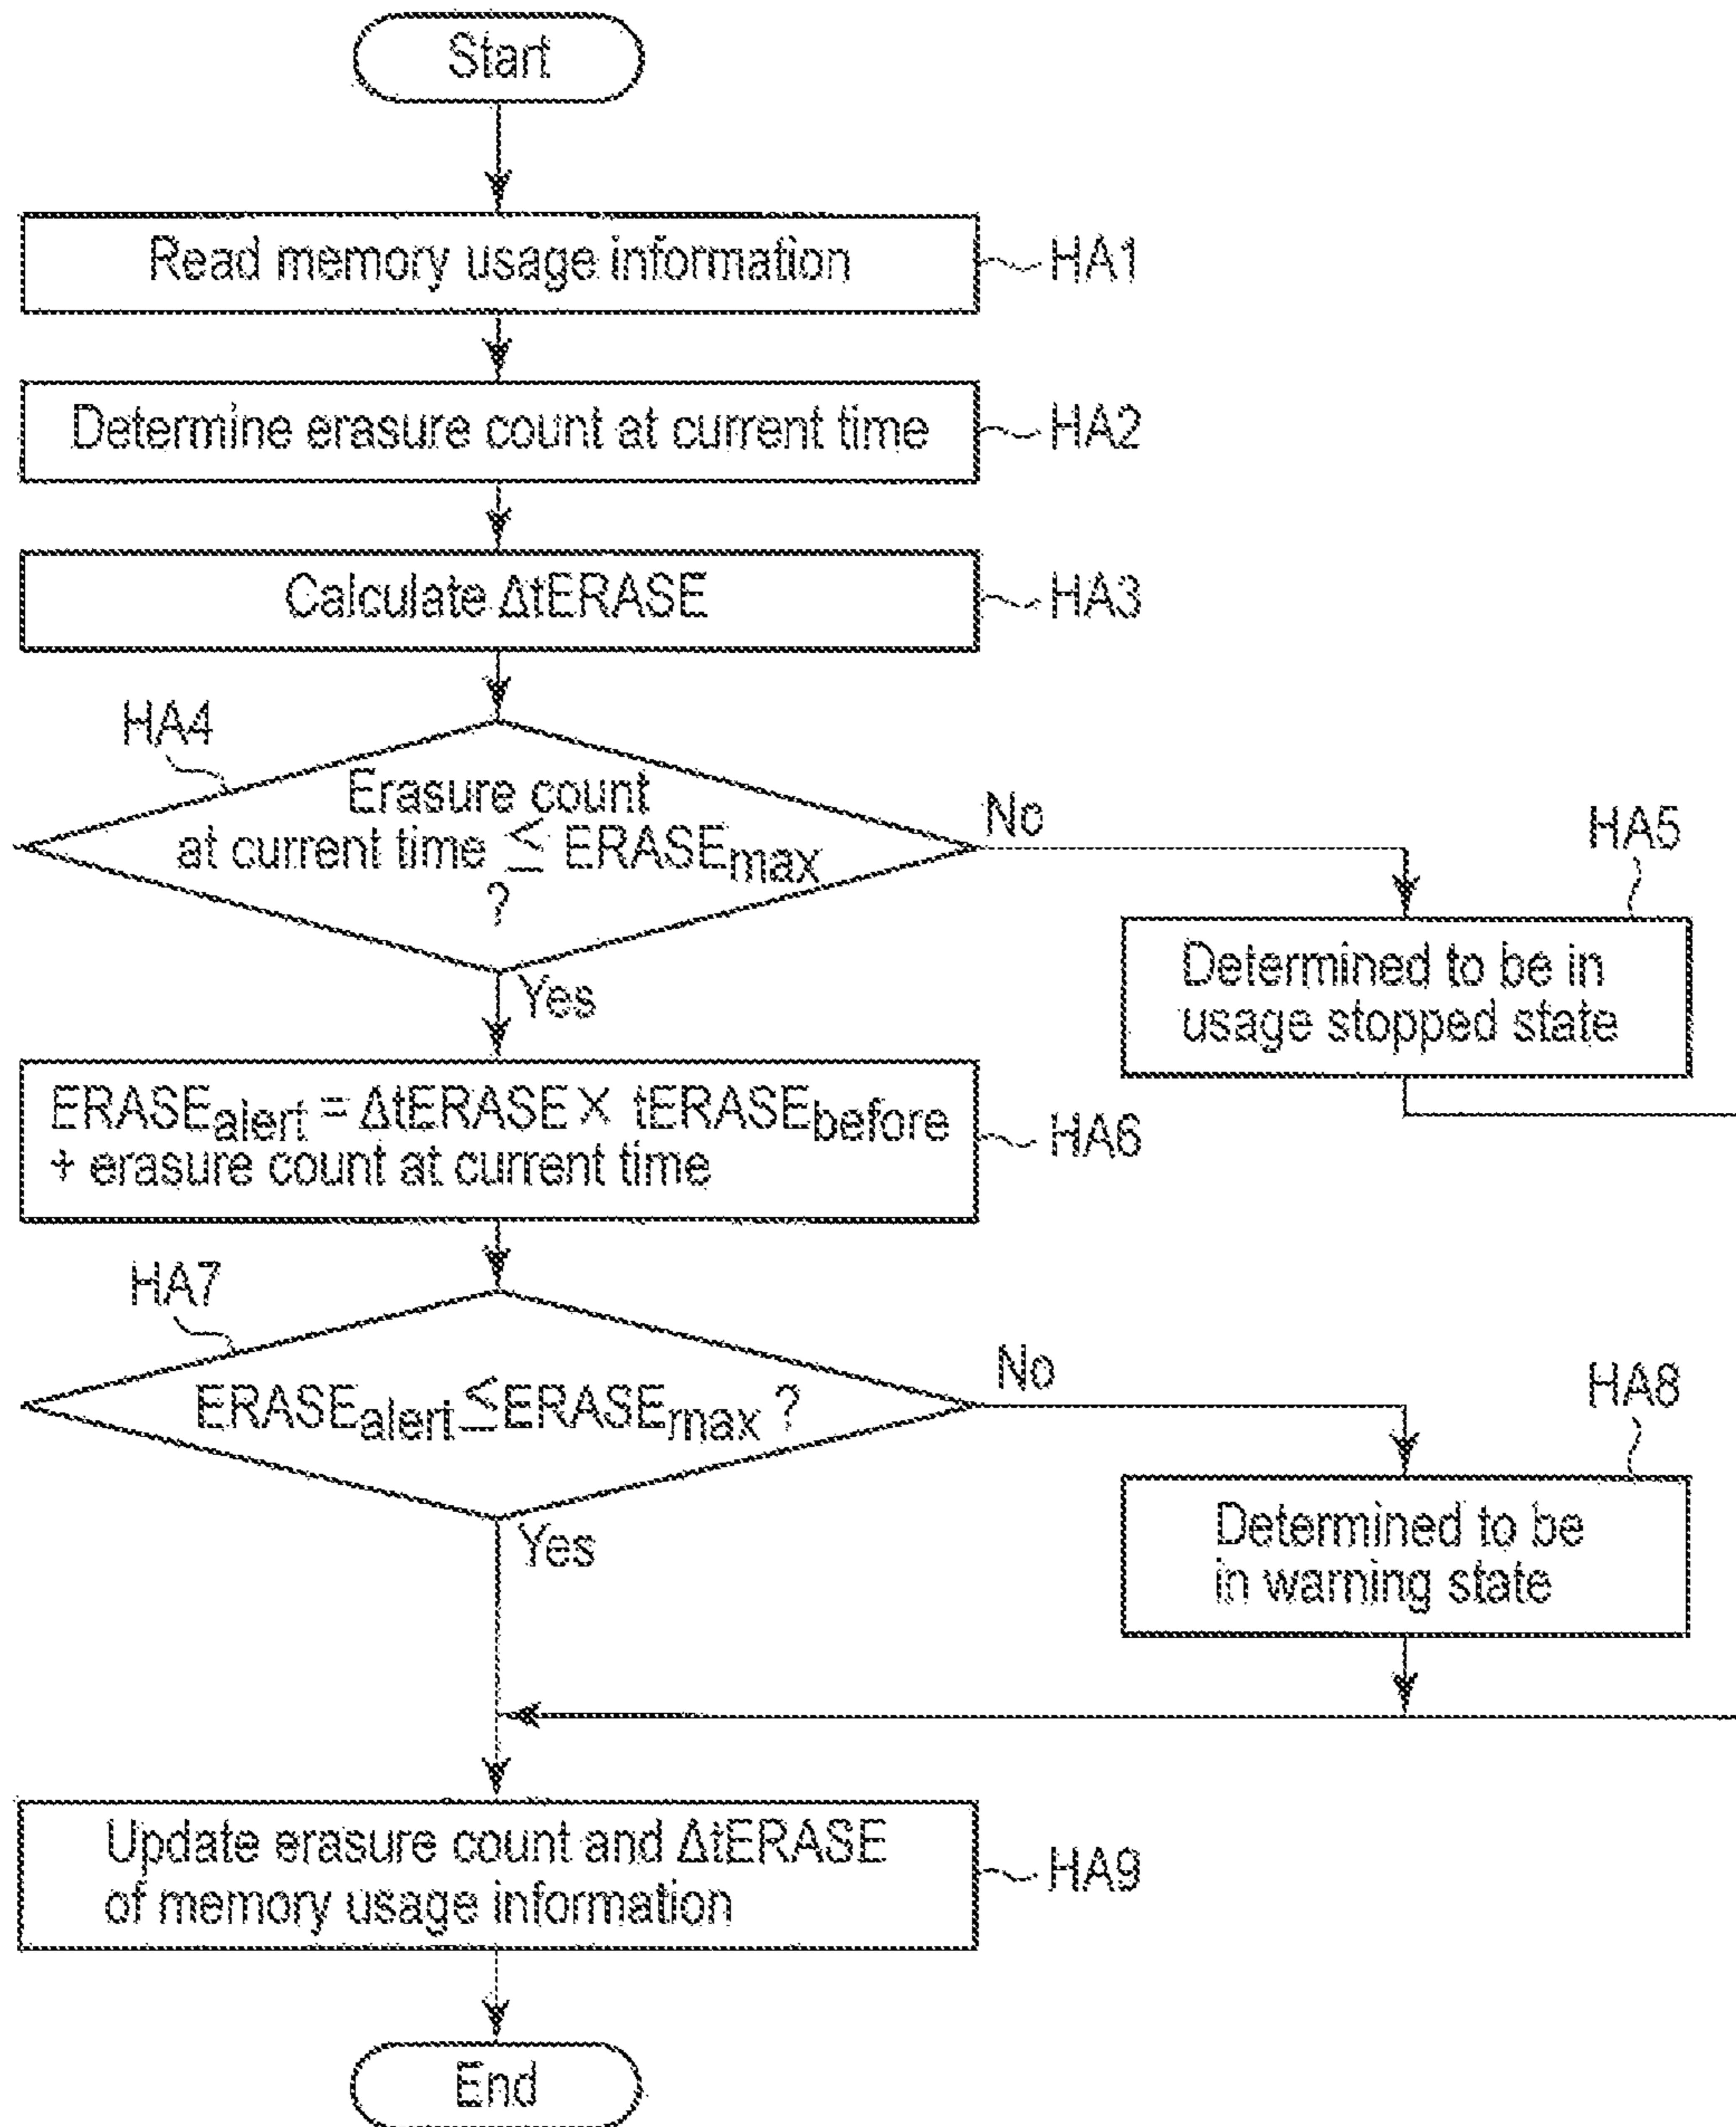 Start
Read memory usage information
HA1
Determine erasure count at current time
HA2
Calculate ΔtERASE
HA3
HA4
Erasure count
at current time ≦ ERASEmax
?
No
HA5
Yes
Determined to be in
usage stopped state
ERASEalert = ΔtERASE × tERASEbefore
+ erasure count at current time
HA6
HA7
ERASEalert≦ERASEmax ?
No
HA8
Yes
Determined to be
in warning state
Update erasure count and ΔtERASE
of memory usage information
HA9
End